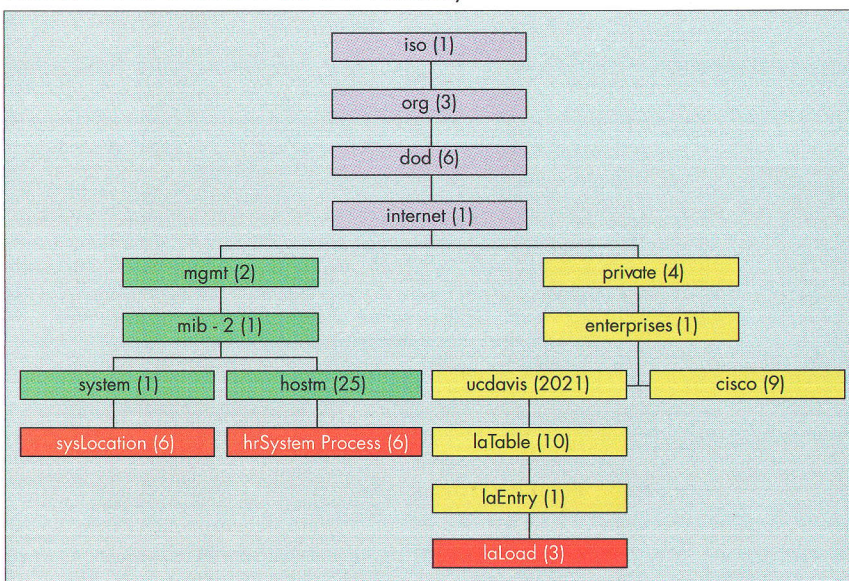 iso (1)
org (3)
dod (6)
internet (1)
mgmt (2)
private (4)
mib - 2 (1)
enterprises (1)
system (1)
hostm (25)
ucdavis (2021)
cisco (9)
sysLocation (6)
hrSystem Process (6)
laTable (10)
laEntry (1)
laLoad (3)